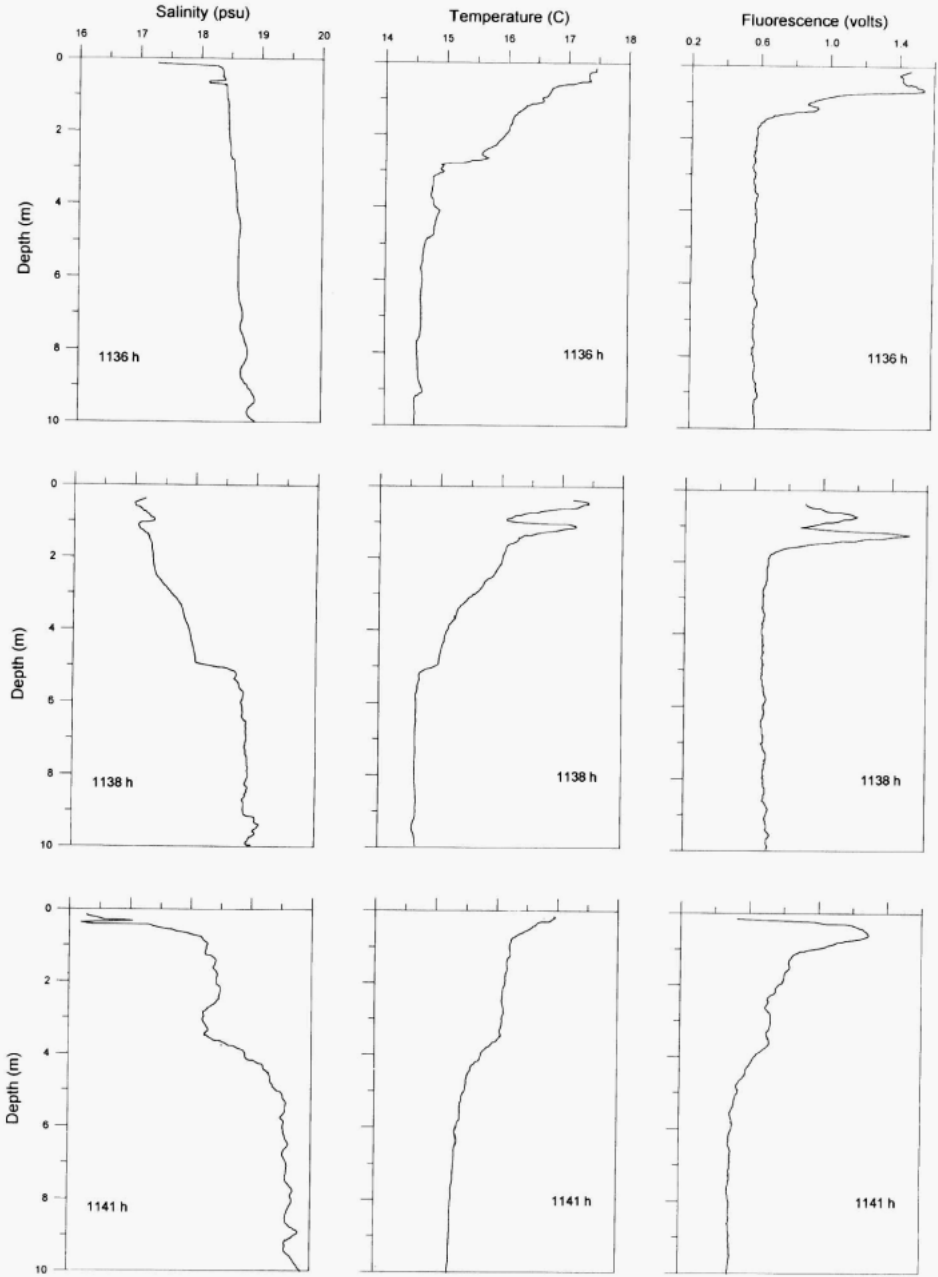 Salinity (psu)
16 17 18 19 20
Temperature (C)
14 15 16 17 18
Fluorescence (volts)
0.2 0.6 1.0 1.4
Depth (m)
0
2
4
6
8
10
1136 h
1136 h
1136 h
Depth (m)
0
2
4
6
8
10
1138 h
1138 h
1138 h
Depth (m)
0
2
4
6
8
10
1141 h
1141 h
1141 h